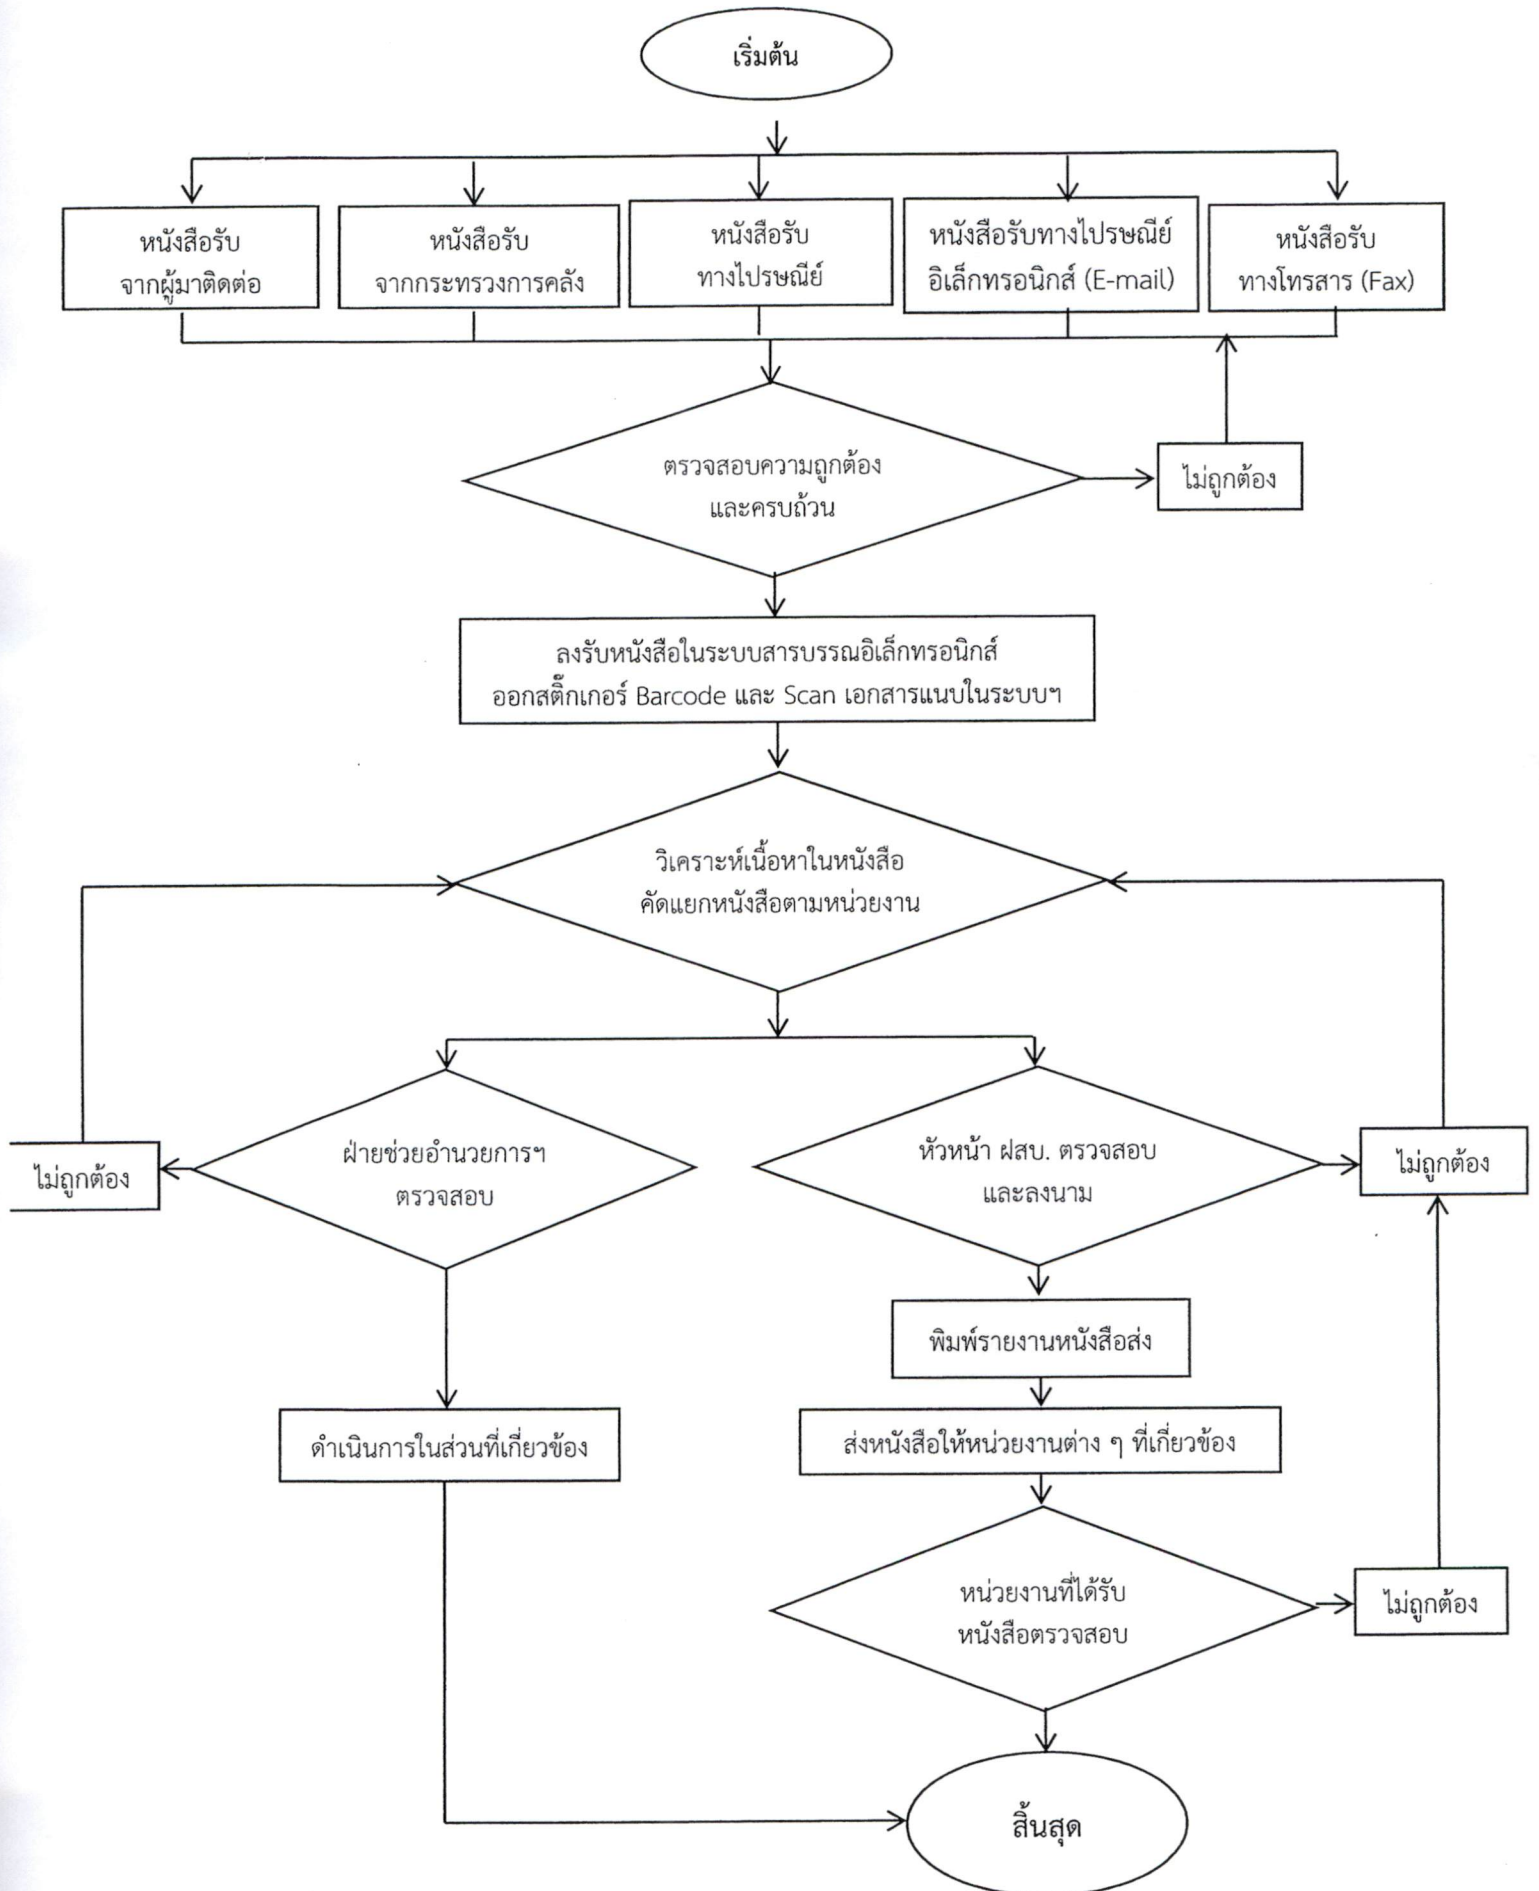 เริ่มต้น
หนังสือรับ
จากผู้มาติดต่อ
หนังสือรับ
จากกระทรวงการคลัง
หนังสือรับ
ทางไปรษณีย์
หนังสือรับทางไปรษณีย์
อิเล็กทรอนิกส์ (E-mail)
หนังสือรับ
ทางโทรสาร (Fax)
ตรวจสอบความถูกต้อง
และครบถ้วน
ไม่ถูกต้อง
ลงรับหนังสือในระบบสารบรรณอิเล็กทรอนิกส์
ออกสติ๊กเกอร์ Barcode และ Scan เอกสารแนบในระบบฯ
วิเคราะห์เนื้อหาในหนังสือ
คัดแยกหนังสือตามหน่วยงาน
ไม่ถูกต้อง
ฝ่ายช่วยอำนวยการฯ
ตรวจสอบ
หัวหน้า ฝสบ. ตรวจสอบ
และลงนาม
ไม่ถูกต้อง
พิมพ์รายงานหนังสือส่ง
ดำเนินการในส่วนที่เกี่ยวข้อง
ส่งหนังสือให้หน่วยงานต่าง ๆ ที่เกี่ยวข้อง
หน่วยงานที่ได้รับ
หนังสือตรวจสอบ
ไม่ถูกต้อง
สิ้นสุด